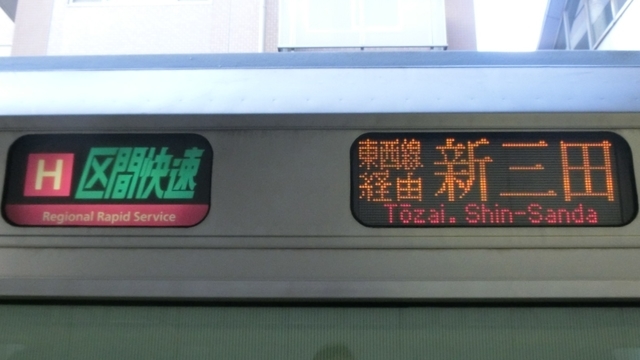 H 区間快速
Regional Rapid Service
東西線
経由
新三田
Tōzai. Shin-Sanda